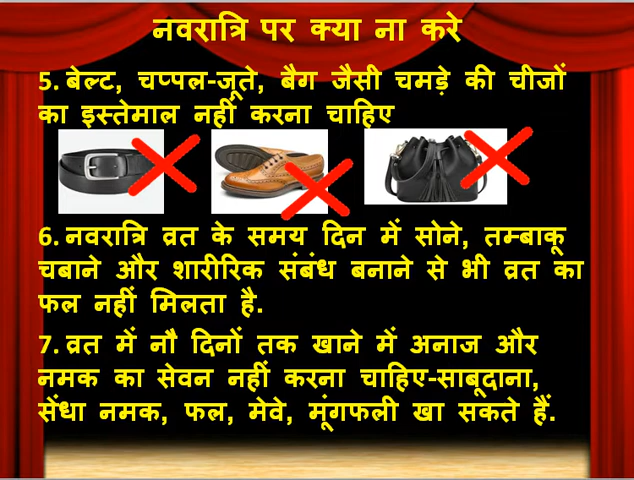 नवरात्रि पर क्या ना करे
5. बेल्ट, चप्पल-जूते, बैग जैसी चमड़े की चीजों
का इस्तेमाल नहीं करना चाहिए
6. नवरात्रि व्रत के समय दिन में सोने, तम्बाकू
चबाने और शारीरिक संबंध बनाने से भी व्रत का
फल नहीं मिलता है.
7. व्रत में नौ दिनों तक खाने में अनाज और
नमक का सेवन नहीं करना चाहिए-साबूदाना,
सेंधा नमक, फल, मेवे, मूंगफली खा सकते हैं.